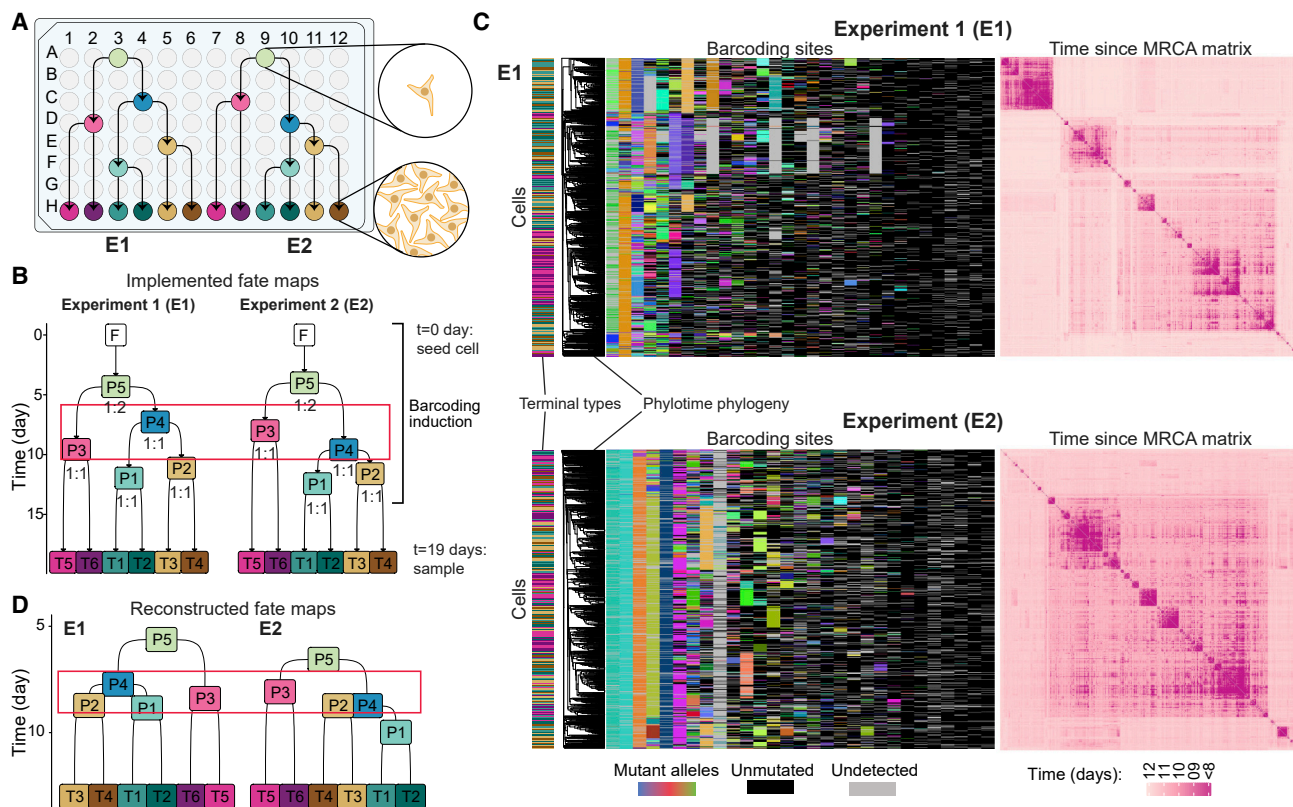 A
1 2 3 4 5 6 7 8 9 10 11 12
A
B
C
D
E
F
G
H
E1 E2
B
Implemented fate maps
Experiment 1 (E1) Experiment 2 (E2)
Time (day)
0
5
10
15
F
P5
1:2
P4
1:1
P3
1:1
P1
1:1
P2
1:1
T5 T6 T1 T2 T3 T4
F
P5
1:2
P3
1:1
P4
1:1
P1
1:1
P2
1:1
T5 T6 T1 T2 T3 T4
t=0 day:
seed cell
Barcoding
induction
t=19 days:
sample
D
Reconstructed fate maps
E1 E2
Time (day)
5
10
P5
P4
P2 P1 P3
T3 T4 T1 T2 T6 T5
P5
P3 P2 P4
P1
T5 T6 T4 T3 T1 T2
C
Experiment 1 (E1)
E1
Barcoding sites
Time since MRCA matrix
Cells
Terminal types
Phylotime phylogeny
Experiment (E2)
Barcoding sites
Time since MRCA matrix
Cells
Mutant alleles
Unmutated
Undetected
Time (days):
12
11
10
09
<8